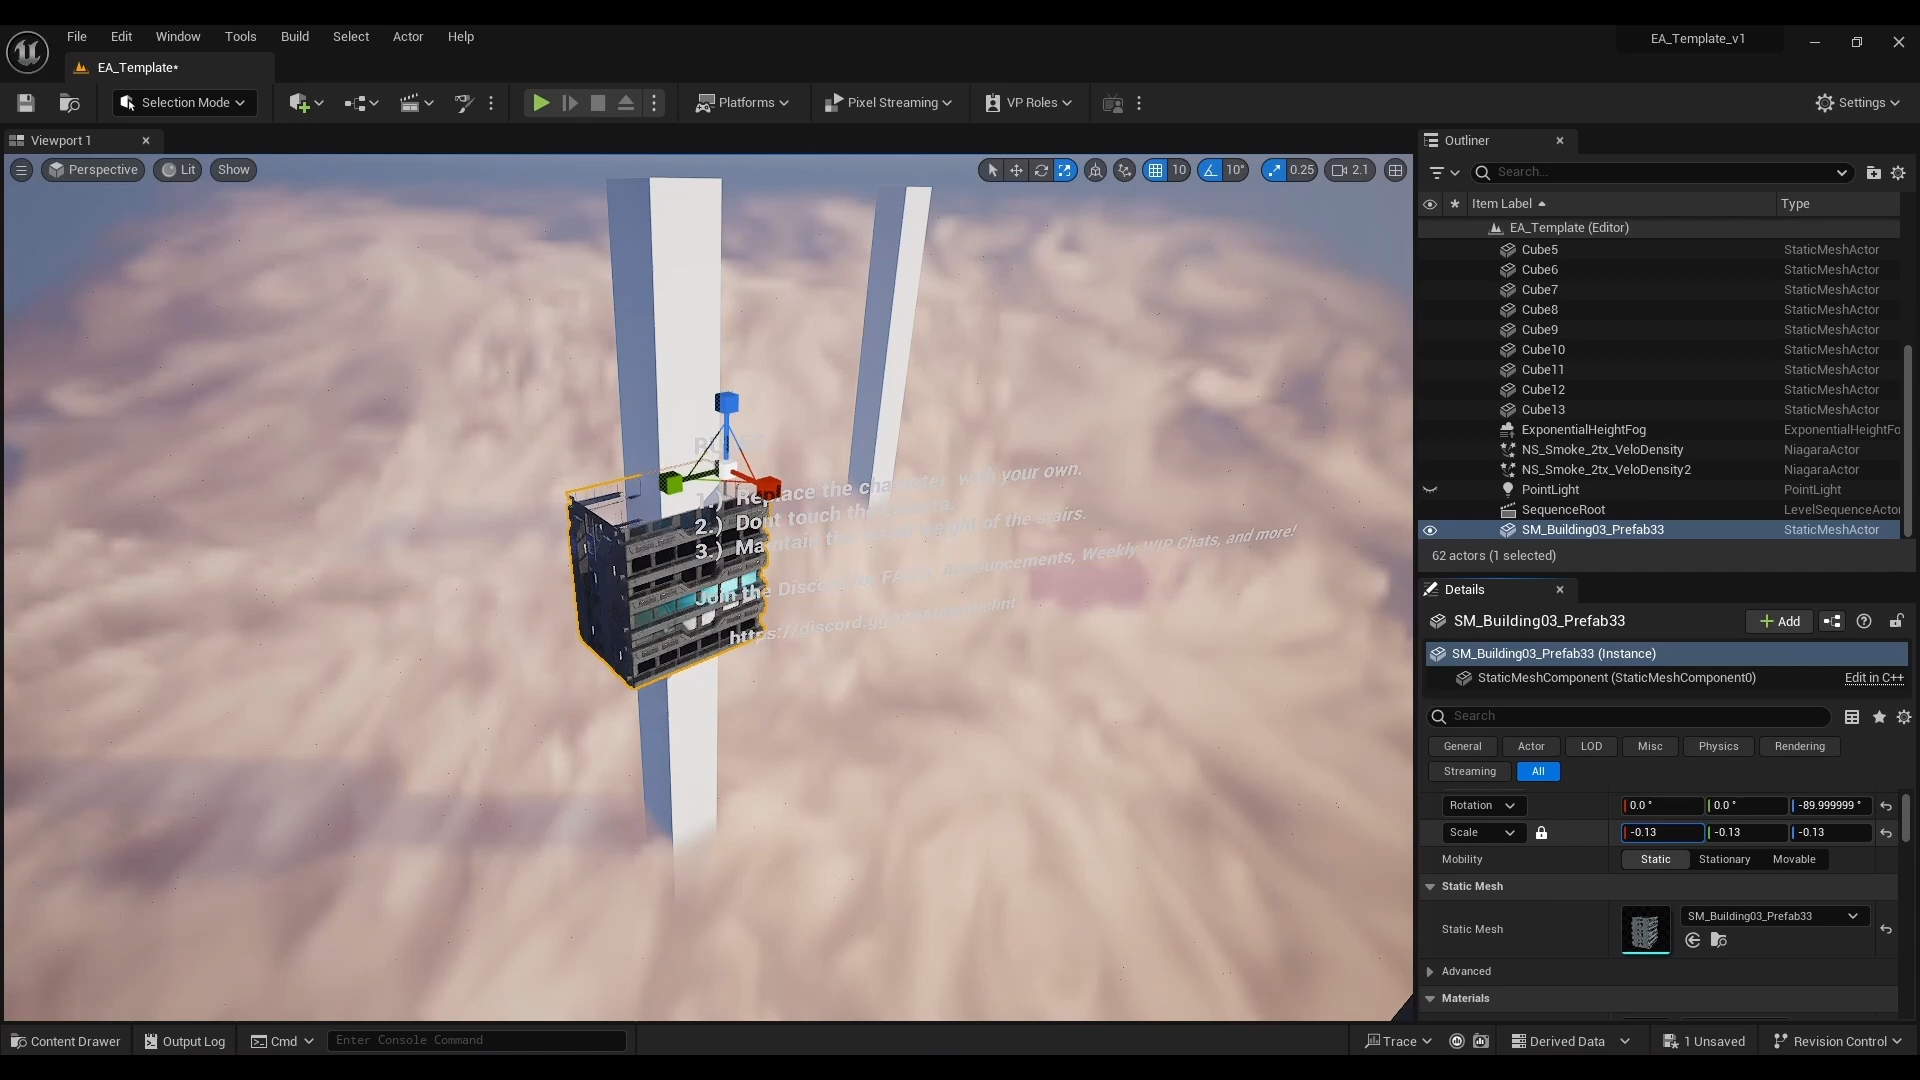 File Edit Window Tools Build Select Actor Help
EA_Template_v1
EA_Template*
Selection Mode
Platforms
Pixel Streaming
VP Roles
Settings
Viewport 1
Perspective
Lit
Show
10
10°
0.25
2.1
1.) Replace the character with your own.
2.) Dont touch the camera.
3.) Maintain the
of the stairs.
Join the Discord for FAQs, Announcements, Weekly WIP Chats, and more!
https://discord.gg/
Outliner
Search...
Item Label Type
EA_Template (Editor)
Cube5 StaticMeshActor
Cube6 StaticMeshActor
Cube7 StaticMeshActor
Cube8 StaticMeshActor
Cube9 StaticMeshActor
Cube10 StaticMeshActor
Cube11 StaticMeshActor
Cube12 StaticMeshActor
Cube13 StaticMeshActor
ExponentialHeightFog ExponentialHeightFo
NS_Smoke_2tx_VeloDensity NiagaraActor
NS_Smoke_2tx_VeloDensity2 NiagaraActor
PointLight PointLight
SequenceRoot LevelSequenceActor
SM_Building03_Prefab33 StaticMeshActor
62 actors (1 selected)
Details
SM_Building03_Prefab33
Add
SM_Building03_Prefab33 (Instance)
StaticMeshComponent (StaticMeshComponent0) Edit in C++
Search
General Actor LOD Misc Physics Rendering
Streaming All
Rotation 0.0 ° 0.0 ° -89.999999 °
Scale -0.13 -0.13 -0.13
Mobility Static Stationary Movable
Static Mesh
Static Mesh SM_Building03_Prefab33
Advanced
Materials
Content Drawer Output Log Cmd Enter Console Command Trace Derived Data 1 Unsaved Revision Control